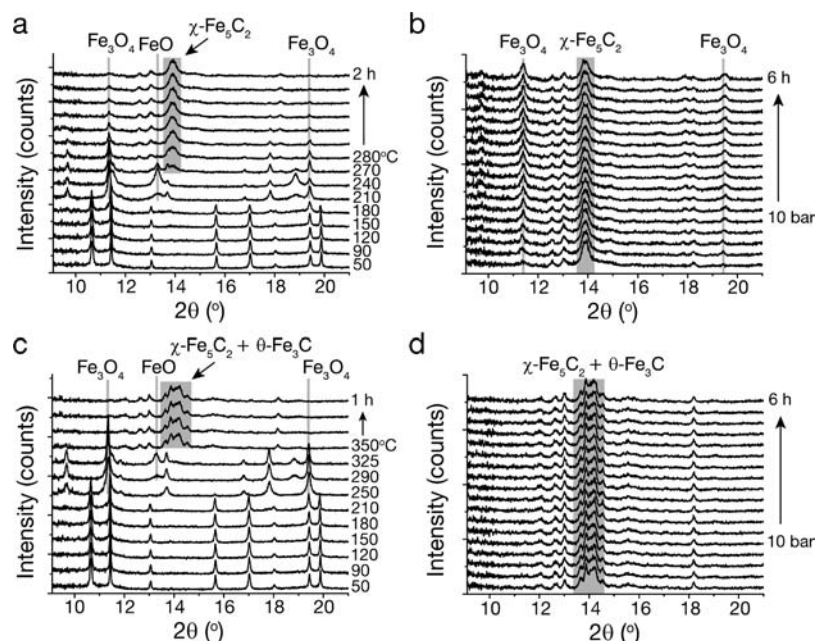 a
χ-Fe₅C₂
Fe₃O₄ FeO Fe₃O₄
2 h
280°C
270
240
210
180
150
120
90
50
Intensity (counts)
10 12 14 16 18 20
2θ (°)
b
Fe₃O₄ χ-Fe₅C₂ Fe₃O₄
6 h
10 bar
Intensity (counts)
10 12 14 16 18 20
2θ (°)
c
χ-Fe₅C₂ + θ-Fe₃C
Fe₃O₄ FeO Fe₃O₄
1 h
350°C
325
290
250
210
180
150
120
90
50
Intensity (counts)
10 12 14 16 18 20
2θ (°)
d
χ-Fe₅C₂ + θ-Fe₃C
6 h
10 bar
Intensity (counts)
10 12 14 16 18 20
2θ (°)